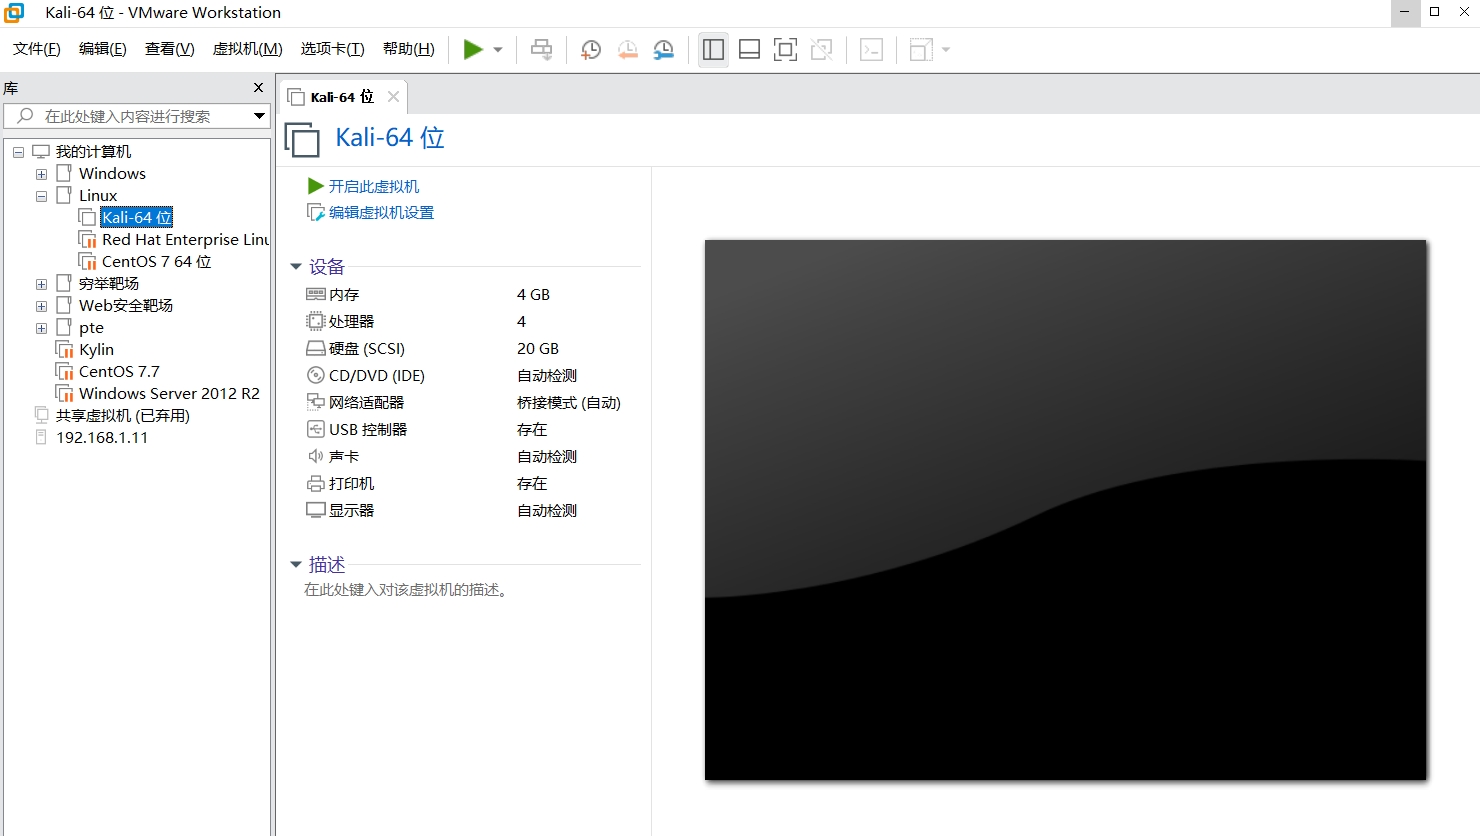 Kali-64 位 - VMware Workstation
文件(F) 编辑(E) 查看(V) 虚拟机(M) 选项卡(T) 帮助(H)
库
在此处键入内容进行搜索
我的计算机
Windows
Linux
Kali-64 位
Red Hat Enterprise Linu
CentOS 7 64 位
穷举靶场
Web安全靶场
pte
Kylin
CentOS 7.7
Windows Server 2012 R2
共享虚拟机 (已弃用)
192.168.1.11
Kali-64 位
Kali-64 位
开启此虚拟机
编辑虚拟机设置
设备
内存 4 GB
处理器 4
硬盘 (SCSI) 20 GB
CD/DVD (IDE) 自动检测
网络适配器 桥接模式 (自动)
USB 控制器 存在
声卡 自动检测
打印机 存在
显示器 自动检测
描述
在此处键入对该虚拟机的描述。